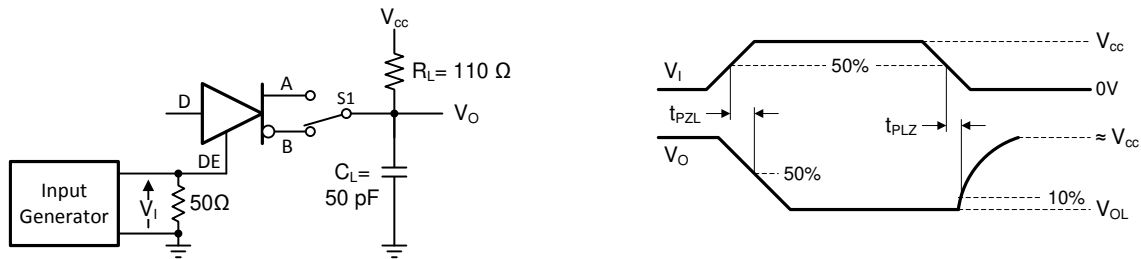 Vcc
RL= 110 Ω
A
S1
D
VO
B
DE
CL=
50 pF
Input
Generator
VI
50Ω
Vcc
VI
50%
0V
tPZL
tPLZ
≈ Vcc
VO
50%
10%
VOL